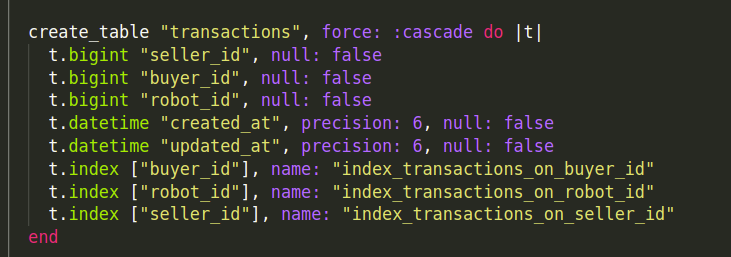 create_table "transactions", force: :cascade do |t|
t.bigint "seller_id", null: false
t.bigint "buyer_id", null: false
t.bigint "robot_id", null: false
t.datetime "created_at", precision: 6, null: false
t.datetime "updated_at", precision: 6, null: false
t.index ["buyer_id"], name: "index_transactions_on_buyer_id"
t.index ["robot_id"], name: "index_transactions_on_robot_id"
t.index ["seller_id"], name: "index_transactions_on_seller_id"
end